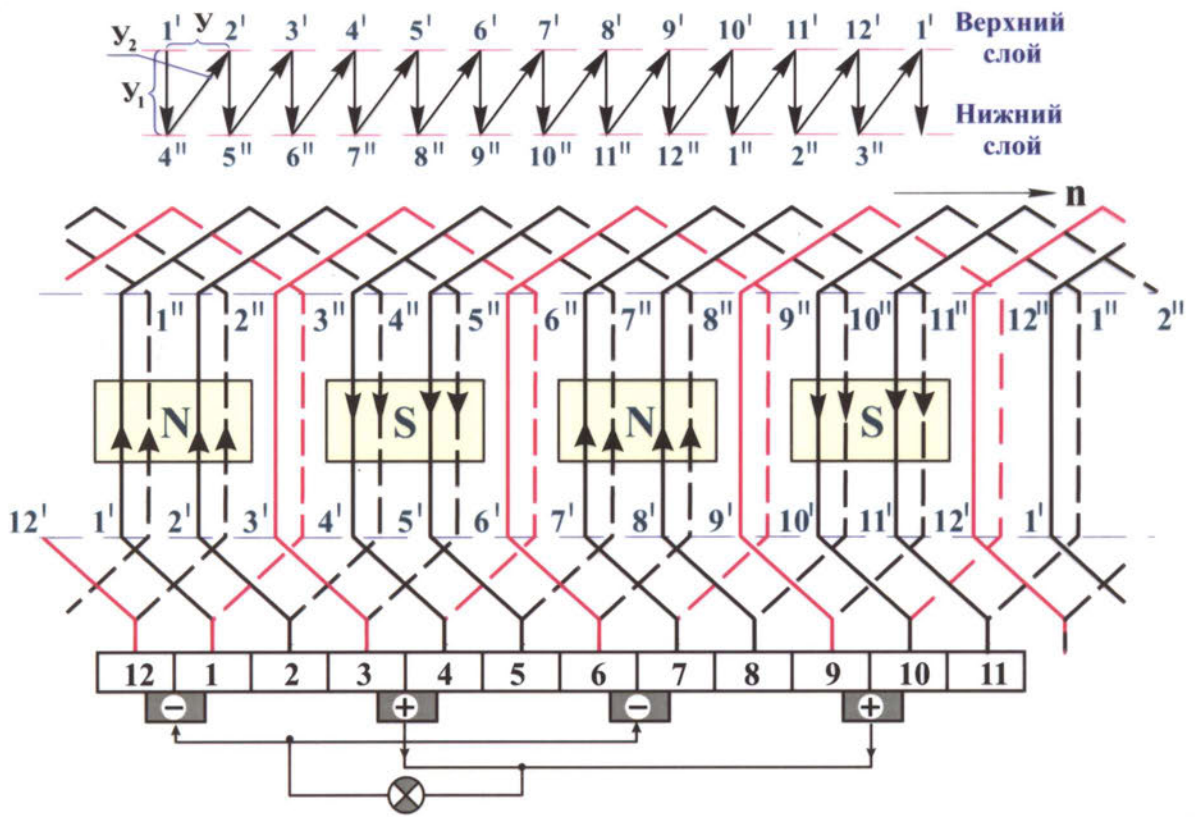 1' У 2' 3' 4' 5' 6' 7' 8' 9' 10' 11' 12' 1' Верхний
слой
У₂
У₁
Нижний
слой
4'' 5'' 6'' 7'' 8'' 9'' 10'' 11'' 12'' 1'' 2'' 3''
n
1'' 2'' 3'' 4'' 5'' 6'' 7'' 8'' 9'' 10'' 11'' 12'' 1'' 2''
N S N S
12' 1' 2' 3' 4' 5' 6' 7' 8' 9' 10' 11' 12' 1'
12 1 2 3 4 5 6 7 8 9 10 11
− + − +